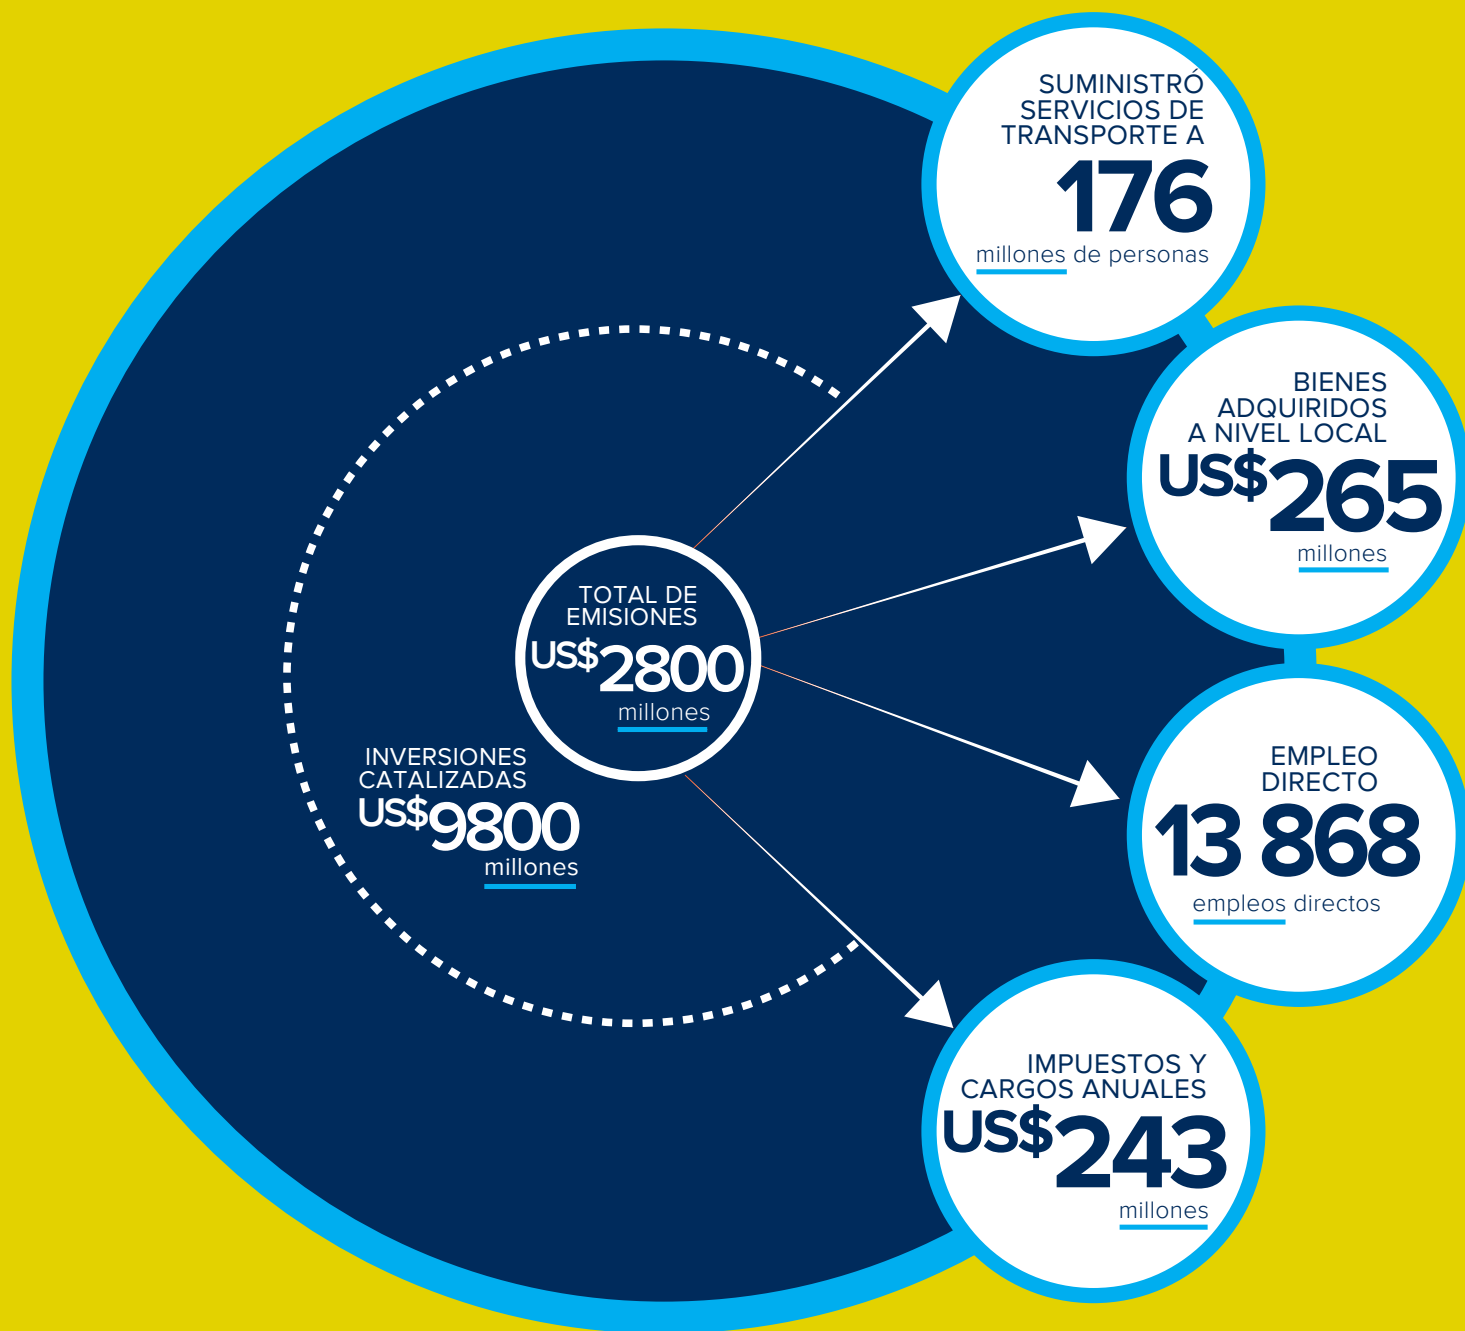 SUMINISTRÓ
SERVICIOS DE
TRANSPORTE A
176
millones de personas
BIENES
ADQUIRIDOS
A NIVEL LOCAL
US$265
millones
TOTAL DE
EMISIONES
US$2800
millones
INVERSIONES
CATALIZADAS
US$9800
millones
EMPLEO
DIRECTO
13 868
empleos directos
IMPUESTOS Y
CARGOS ANUALES
US$243
millones